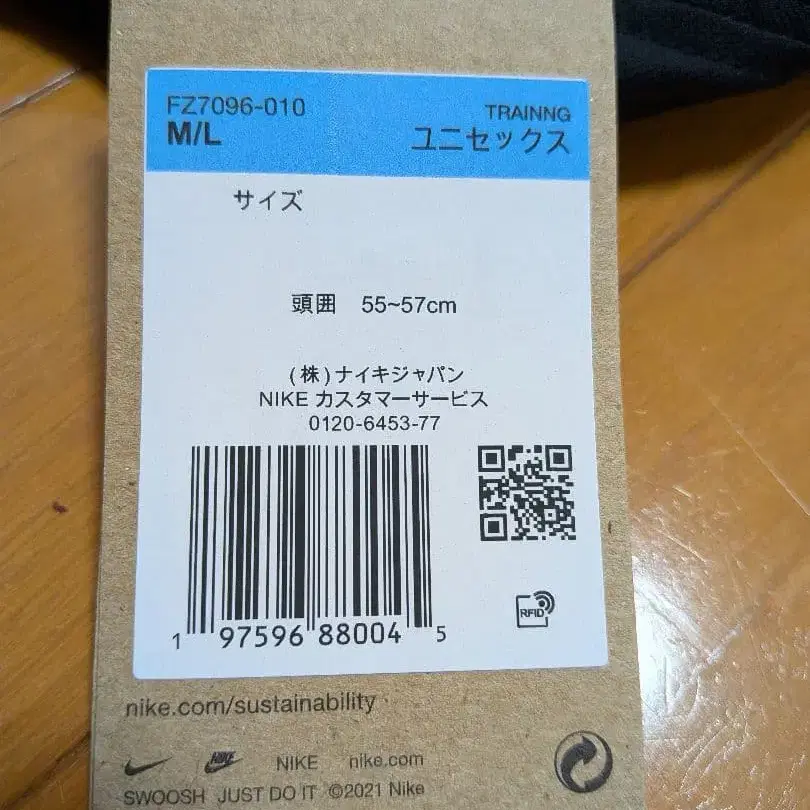 FZ7096-010 TRAINNG
M/L ユニセックス
サイズ
頭囲 55~57cm
(株)ナイキジャパン
NIKE カスタマーサービス
0120-6453-77
RFID
1 97596 88004 5
nike.com/sustainability
NIKE NIKE nike.com
SWOOSH JUST DO IT ©2021 Nike